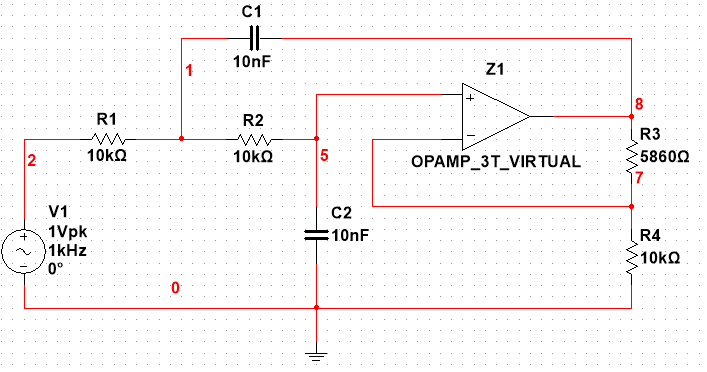 C1
10nF
1
Z1
8
R1
10kΩ
R2
10kΩ
R3
5860Ω
2
5
OPAMP_3T_VIRTUAL
7
V1
1Vpk
1kHz
0°
C2
10nF
R4
10kΩ
0